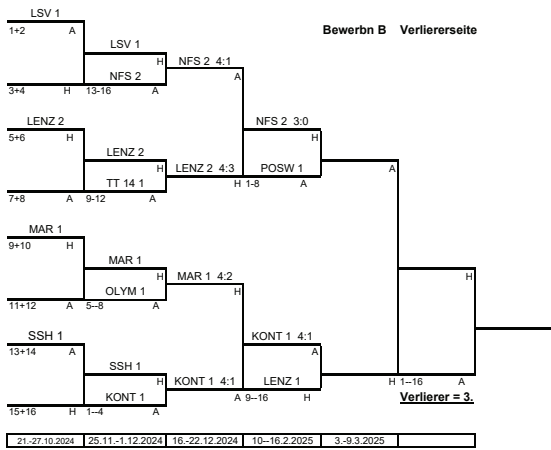 LSV 1
1+2 A
Bewerbn B Verliererseite
LSV 1
H NFS 2 4:1
NFS 2 A
3+4 H 13-16 A
LENZ 2 NFS 2 3:0
5+6 H H
LENZ 2 A
H LENZ 2 4:3 POSW 1
TT 14 1 H 1-8 A
7+8 A 9-12 A
MAR 1
9+10 H
MAR 1 H
H MAR 1 4:2
OLYM 1 H
11+12 A 5--8 A
SSH 1 KONT 1 4:1
13+14 A A
SSH 1
H KONT 1 4:1 LENZ 1 H 1--16 A
KONT 1 A 9--16 H Verlierer = 3.
15+16 H 1--4 A
21.-27.10.2024 25.11.-1.12.2024 16.-22.12.2024 10--16.2.2025 3.-9.3.2025